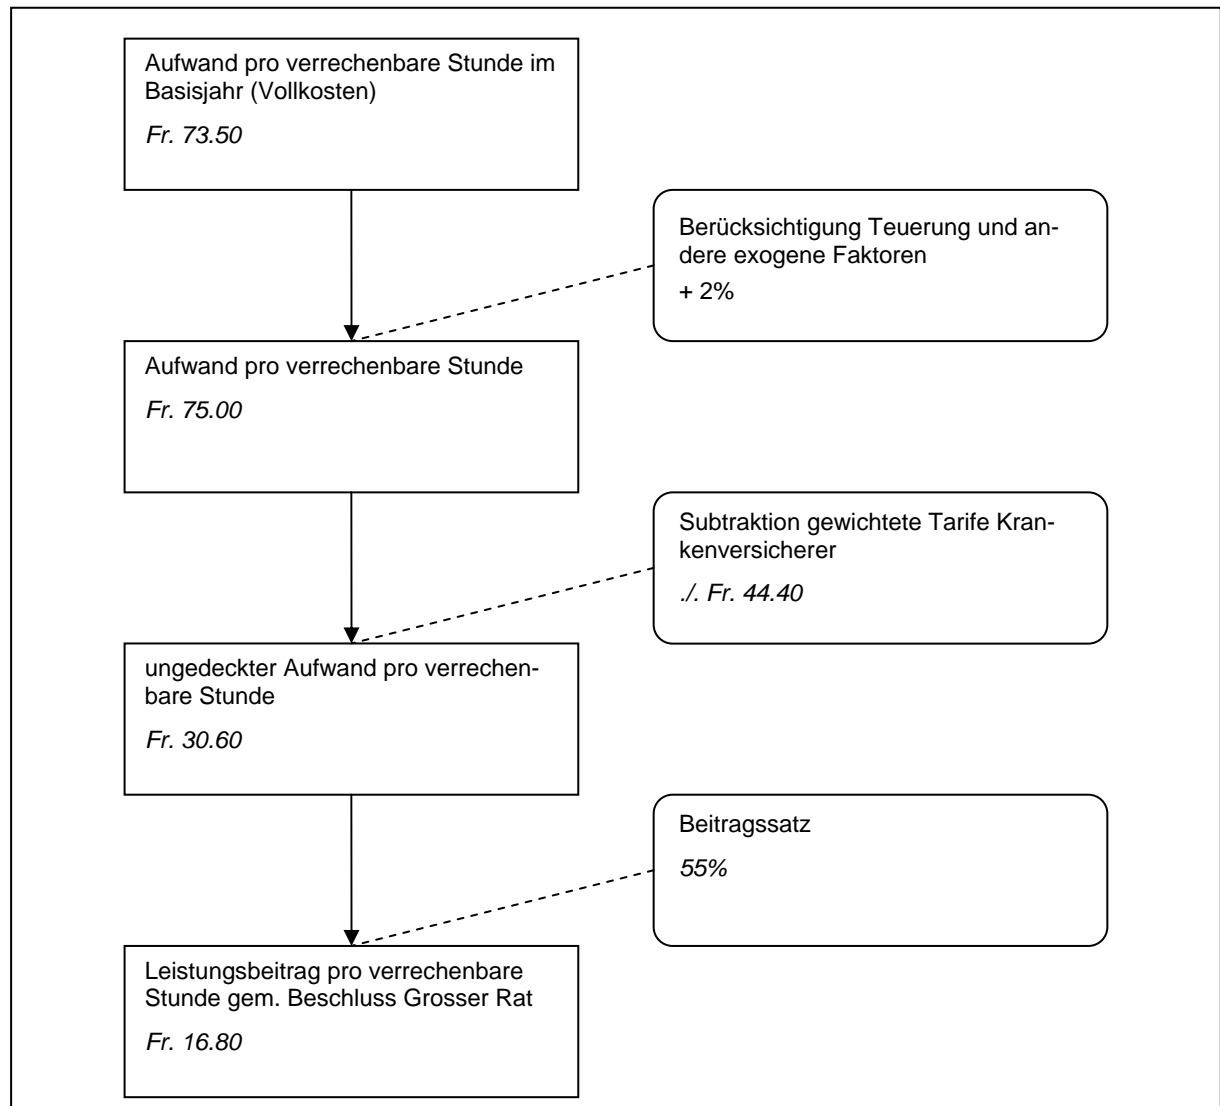 Aufwand pro verrechenbare Stunde im
Basisjahr (Vollkosten)
Fr. 73.50
Berücksichtigung Teuerung und an-
dere exogene Faktoren
+ 2%
Aufwand pro verrechenbare Stunde
Fr. 75.00
Subtraktion gewichtete Tarife Kran-
kenversicherer
./. Fr. 44.40
ungedeckter Aufwand pro verrechen-
bare Stunde
Fr. 30.60
Beitragssatz
55%
Leistungsbeitrag pro verrechenbare
Stunde gem. Beschluss Grosser Rat
Fr. 16.80